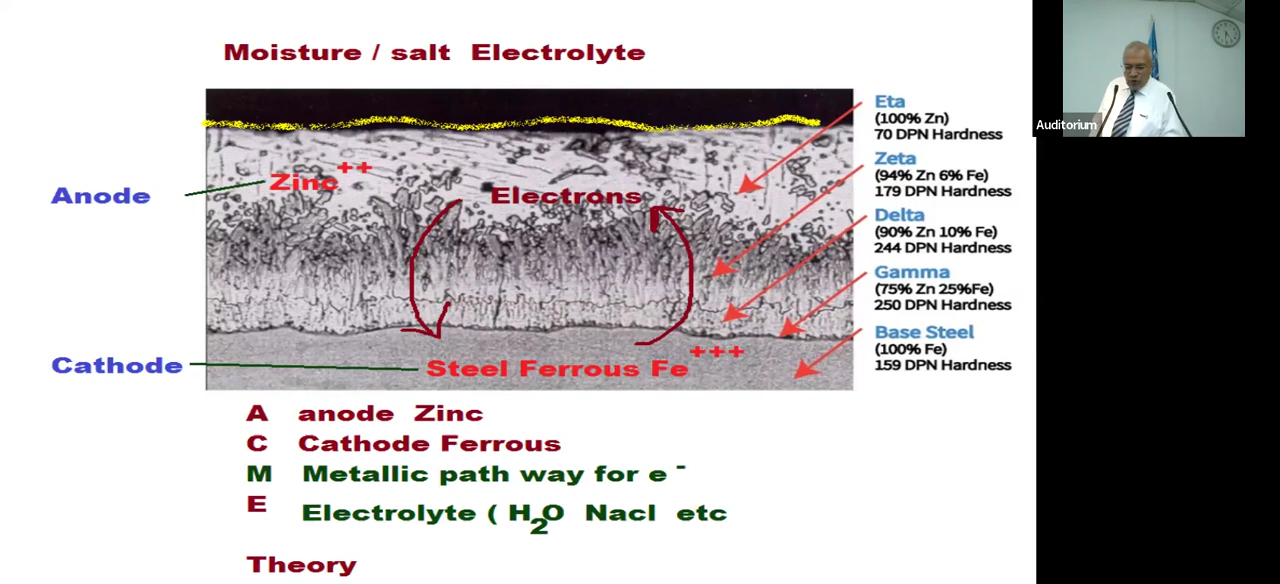 Moisture / salt Electrolyte
Eta
(100% Zn)
70 DPN Hardness
Zeta
(94% Zn 6% Fe)
179 DPN Hardness
Delta
(90% Zn 10% Fe)
244 DPN Hardness
Gamma
(75% Zn 25%Fe)
250 DPN Hardness
Base Steel
(100% Fe)
159 DPN Hardness
Anode
Zinc++
Electrons
Cathode
Steel Ferrous Fe+++
A anode Zinc
C Cathode Ferrous
M Metallic path way for e-
E Electrolyte ( H2O Nacl etc
Theory
Auditorium